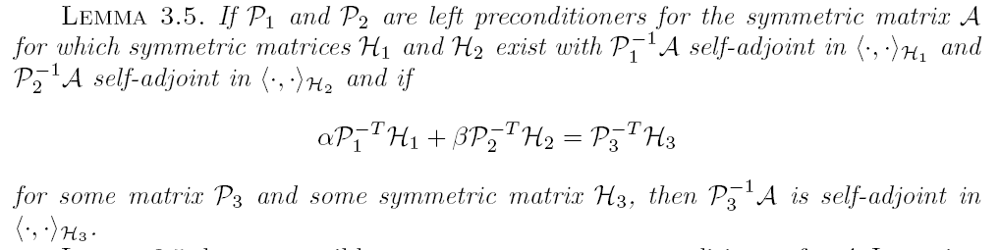 LEMMA 3.5. If 𝒫₁ and 𝒫₂ are left preconditioners for the symmetric matrix 𝒜
for which symmetric matrices ℋ₁ and ℋ₂ exist with 𝒫₁⁻¹𝒜 self-adjoint in ⟨·,·⟩_ℋ₁ and
𝒫₂⁻¹𝒜 self-adjoint in ⟨·,·⟩_ℋ₂ and if
α𝒫₁⁻ᵀℋ₁ + β𝒫₂⁻ᵀℋ₂ = 𝒫₃⁻ᵀℋ₃
for some matrix 𝒫₃ and some symmetric matrix ℋ₃, then 𝒫₃⁻¹𝒜 is self-adjoint in
⟨·,·⟩_ℋ₃.